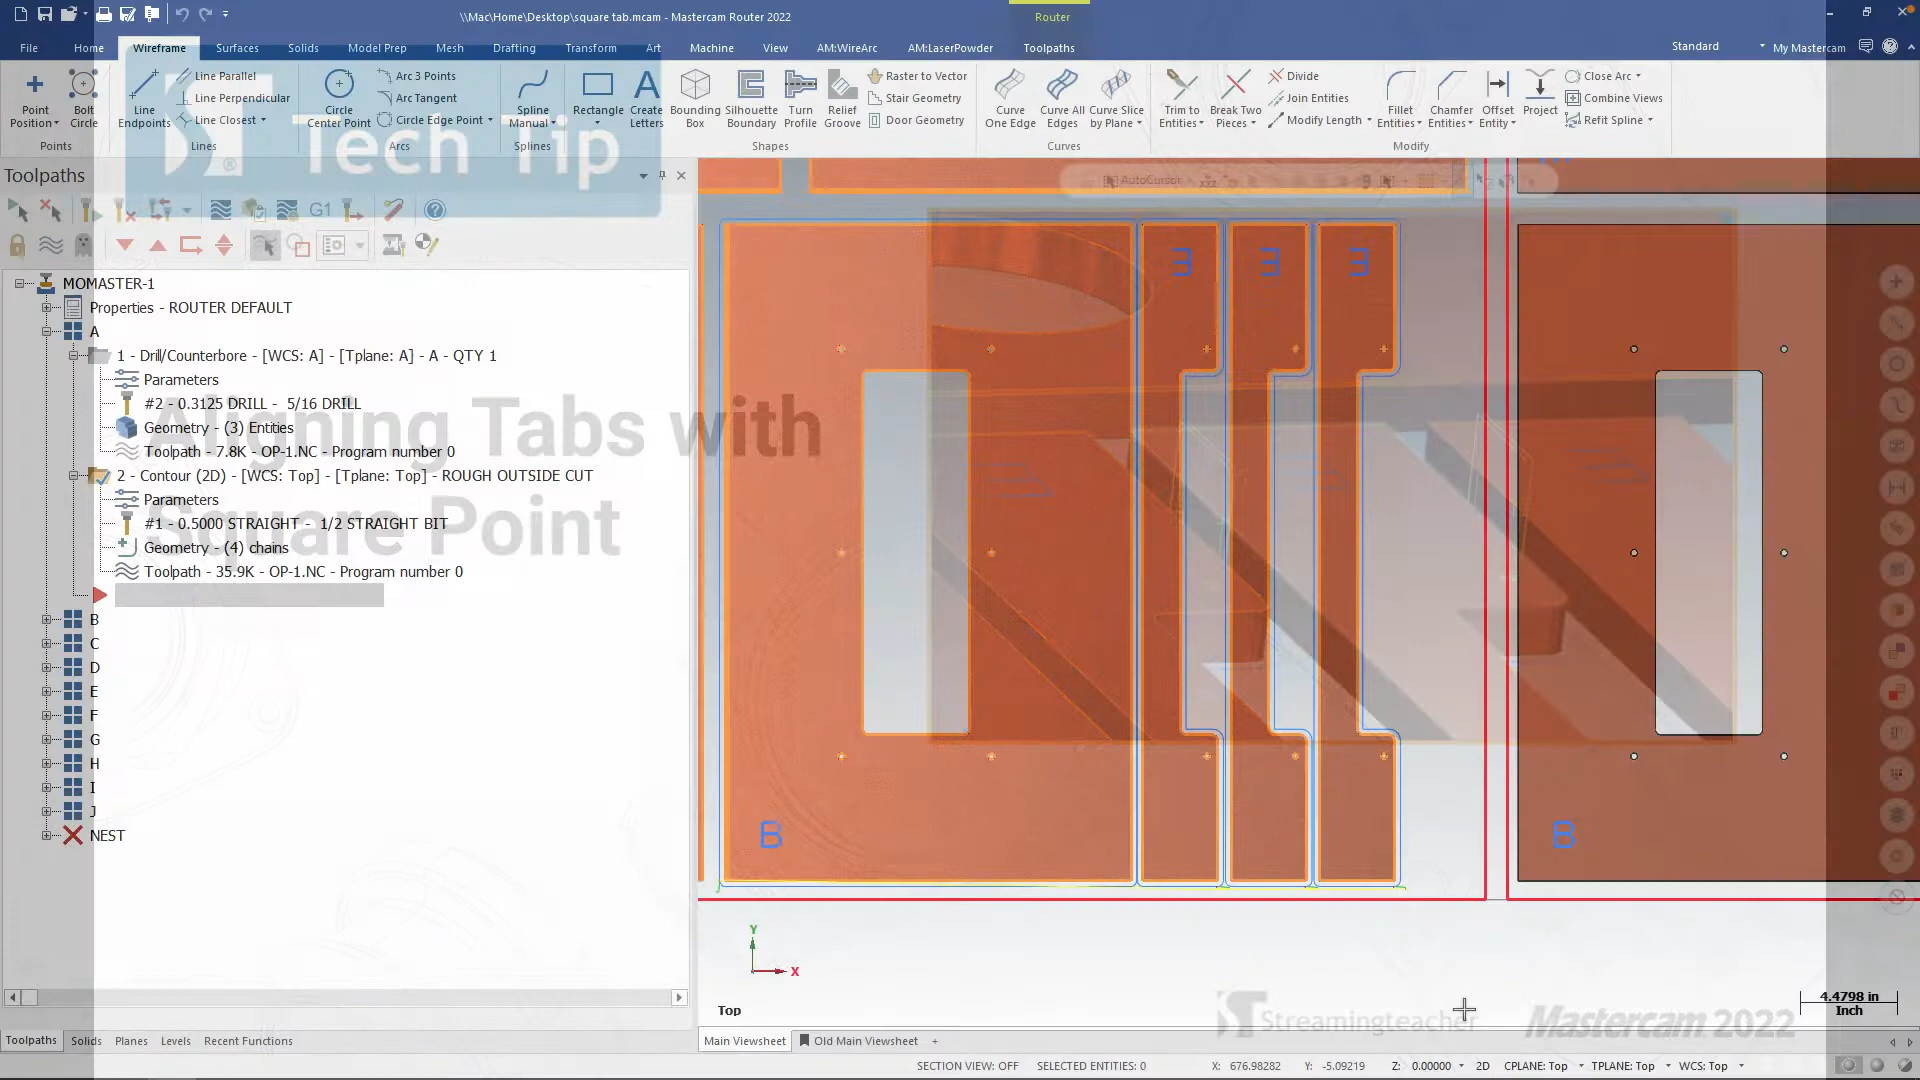 \\Mac\Home\Desktop\square tab.mcam - Mastercam Router 2022
Router
File Home Wireframe Surfaces Solids Model Prep Mesh Drafting Transform Art Machine View AM:WireArc AM:LaserPowder Toolpaths
Standard My Mastercam
Point Position
Bolt Circle
Points
Line Endpoints
Line Parallel
Line Perpendicular
Line Closest
Lines
Circle Center Point
Arc 3 Points
Arc Tangent
Circle Edge Point
Arcs
Spline Manual
Splines
Rectangle
Create Letters
Bounding Box
Silhouette Boundary
Turn Profile
Relief Groove
Raster to Vector
Stair Geometry
Door Geometry
Shapes
Curve One Edge
Curve All Edges
Curve Slice by Plane
Curves
Trim to Entities
Break Two Pieces
Divide
Join Entities
Modify Length
Fillet Entities
Chamfer Entities
Offset Entity
Project
Close Arc
Combine Views
Refit Spline
Modify
Tech Tip
Toolpaths
G1
AutoCursor
MOMASTER-1
Properties - ROUTER DEFAULT
A
1 - Drill/Counterbore - [WCS: A] - [Tplane: A] - A - QTY 1
Parameters
#2 - 0.3125 DRILL - 5/16 DRILL
Geometry - (3) Entities
Toolpath - 7.8K - OP-1.NC - Program number 0
2 - Contour (2D) - [WCS: Top] - [Tplane: Top] - ROUGH OUTSIDE CUT
Parameters
#1 - 0.5000 STRAIGHT - 1/2 STRAIGHT BIT
Geometry - (4) chains
Toolpath - 35.9K - OP-1.NC - Program number 0
B
C
D
E
F
G
H
I
J
NEST
Aligning Tabs with
Square Point
E E E
B B
Y
X
Top
4.4798 in
Inch
Streamingteacher
Mastercam 2022
Toolpaths Solids Planes Levels Recent Functions
Main Viewsheet Old Main Viewsheet +
SECTION VIEW: OFF SELECTED ENTITIES: 0 X: 676.98282 Y: -5.09219 Z: 0.00000 2D CPLANE: Top TPLANE: Top WCS: Top